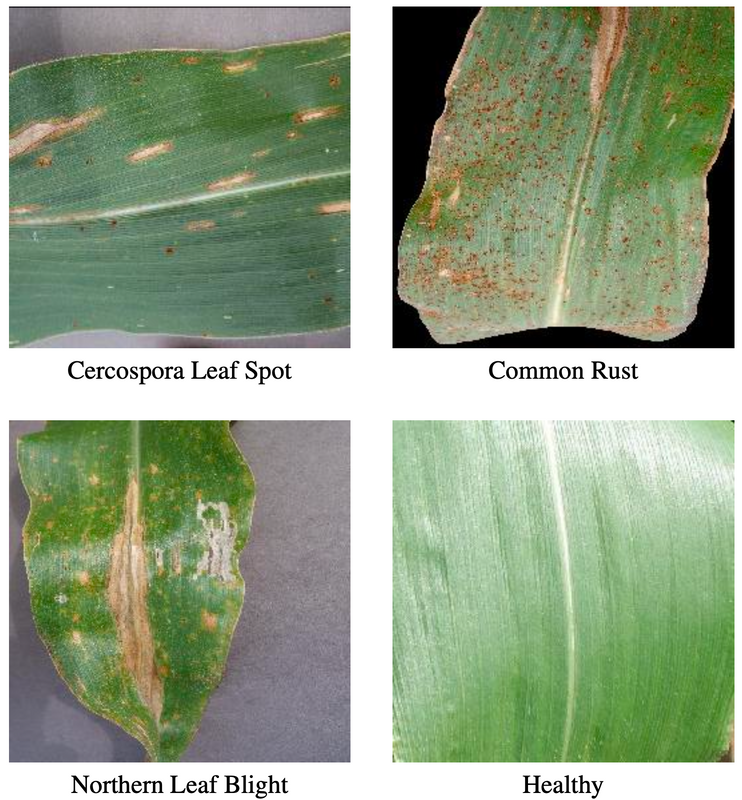 Cercospora Leaf Spot
Common Rust
Northern Leaf Blight
Healthy